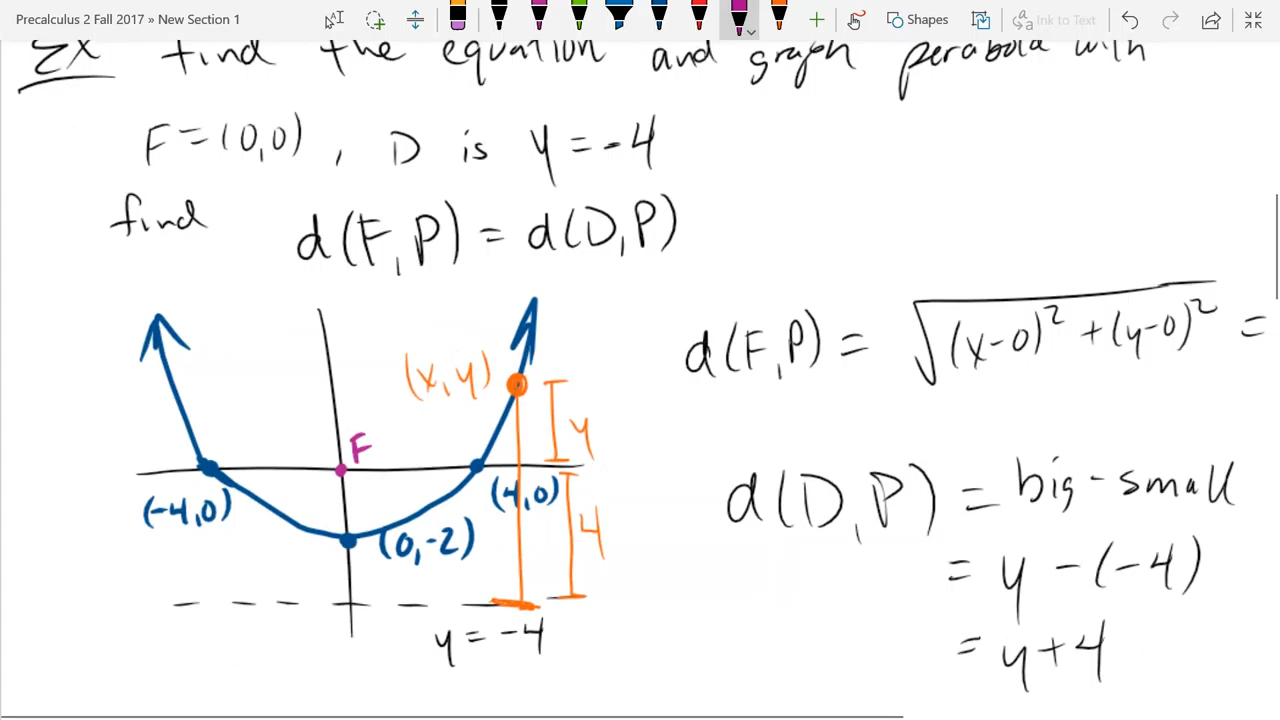 Precalculus 2 Fall 2017 » New Section 1
Shapes
Ink to Text
Ex find the equation and graph parabola with
F=(0,0), D is y=-4
find d(F,P) = d(D,P)
d(F,P) = √(x-0)² + (y-0)² =
(x,y)
F
y
(-4,0)
(4,0)
(0,-2)
4
y = -4
d(D,P) = big - small
= y - (-4)
= y + 4